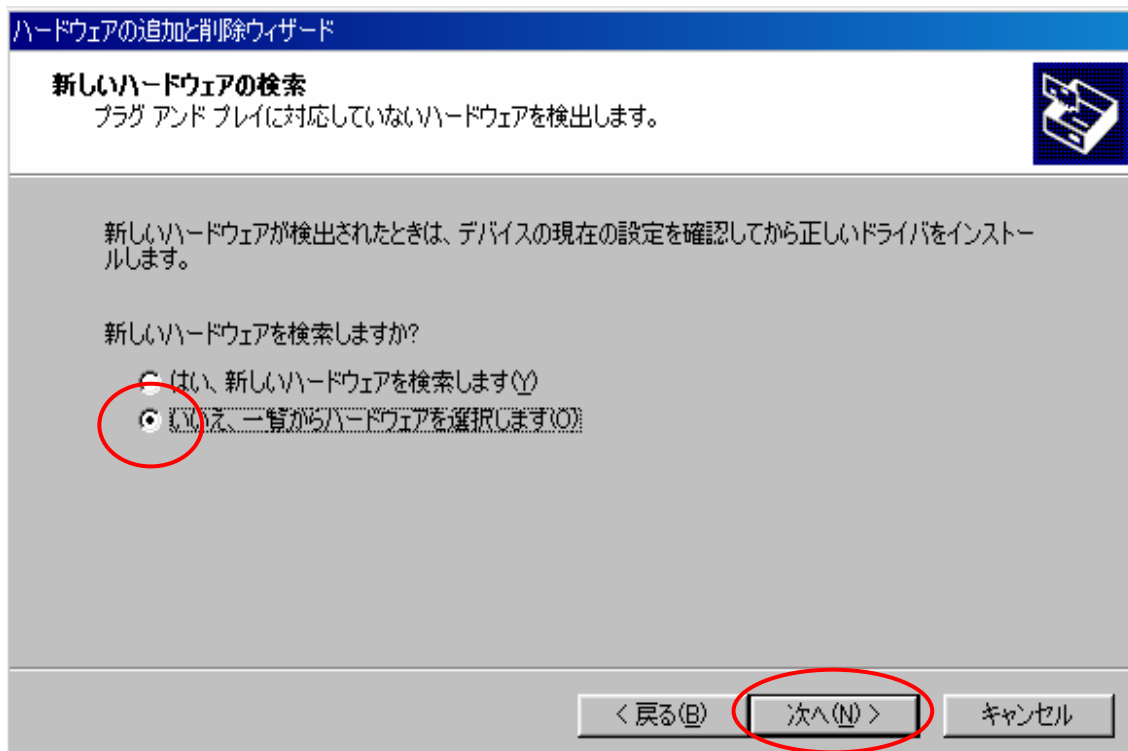 ハードウェアの追加と削除ウィザード
新しいハードウェアの検索
プラグ アンド プレイに対応していないハードウェアを検出します。
新しいハードウェアが検出されたときは、デバイスの現在の設定を確認してから正しいドライバをインストー
ルします。
新しいハードウェアを検索しますか?
はい、新しいハードウェアを検索します(Y)
いいえ、一覧からハードウェアを選択します(O)
< 戻る(B) 次へ(N) > キャンセル